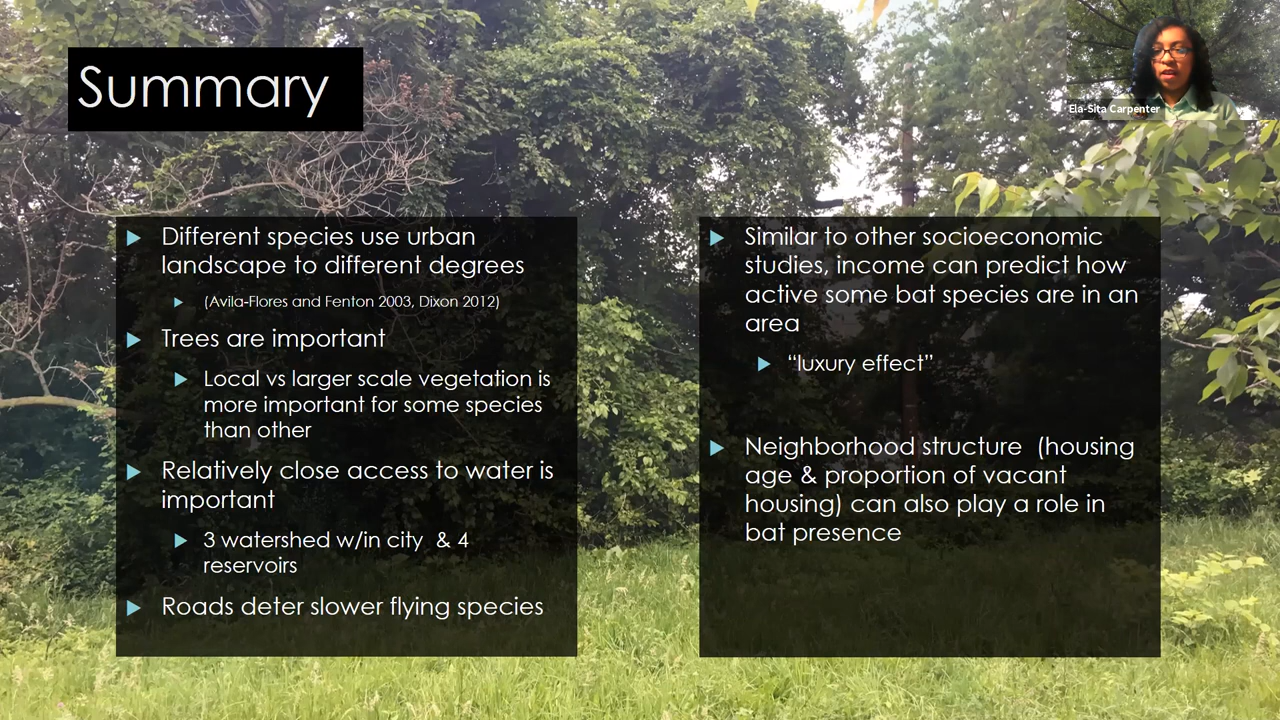 Summary
Ela-Sita Carpenter
Different species use urban
landscape to different degrees
(Avila-Flores and Fenton 2003, Dixon 2012)
Trees are important
Local vs larger scale vegetation is
more important for some species
than other
Relatively close access to water is
important
3 watershed w/in city & 4
reservoirs
Roads deter slower flying species
Similar to other socioeconomic
studies, income can predict how
active some bat species are in an
area
“luxury effect”
Neighborhood structure (housing
age & proportion of vacant
housing) can also play a role in
bat presence